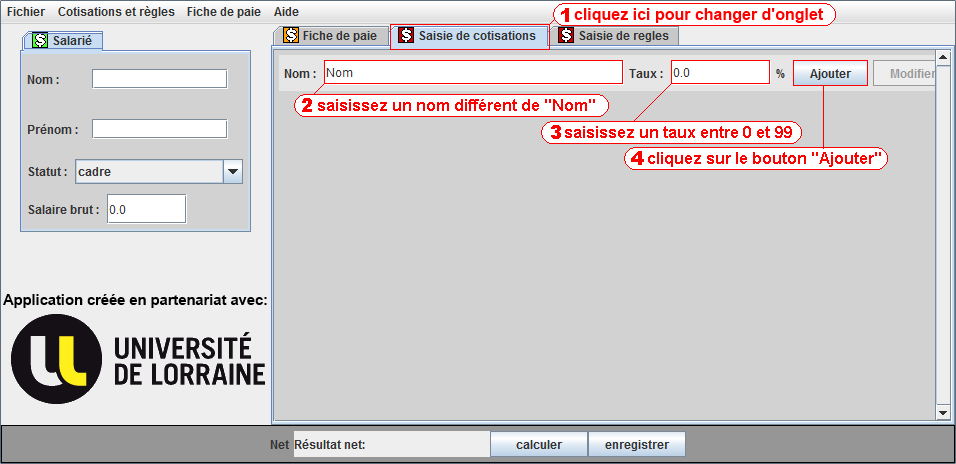 Fichier Cotisations et règles Fiche de paie Aide
1 cliquez ici pour changer d'onglet
Salarié
Fiche de paie Saisie de cotisations Saisie de regles
Nom :
Nom : Nom Taux : 0.0 % Ajouter Modifier
2 saisissez un nom différent de "Nom"
Prénom :
3 saisissez un taux entre 0 et 99
4 cliquez sur le bouton "Ajouter"
Statut : cadre
Salaire brut : 0.0
Application créée en partenariat avec:
UNIVERSITÉ
DE LORRAINE
Net Résultat net: calculer enregistrer